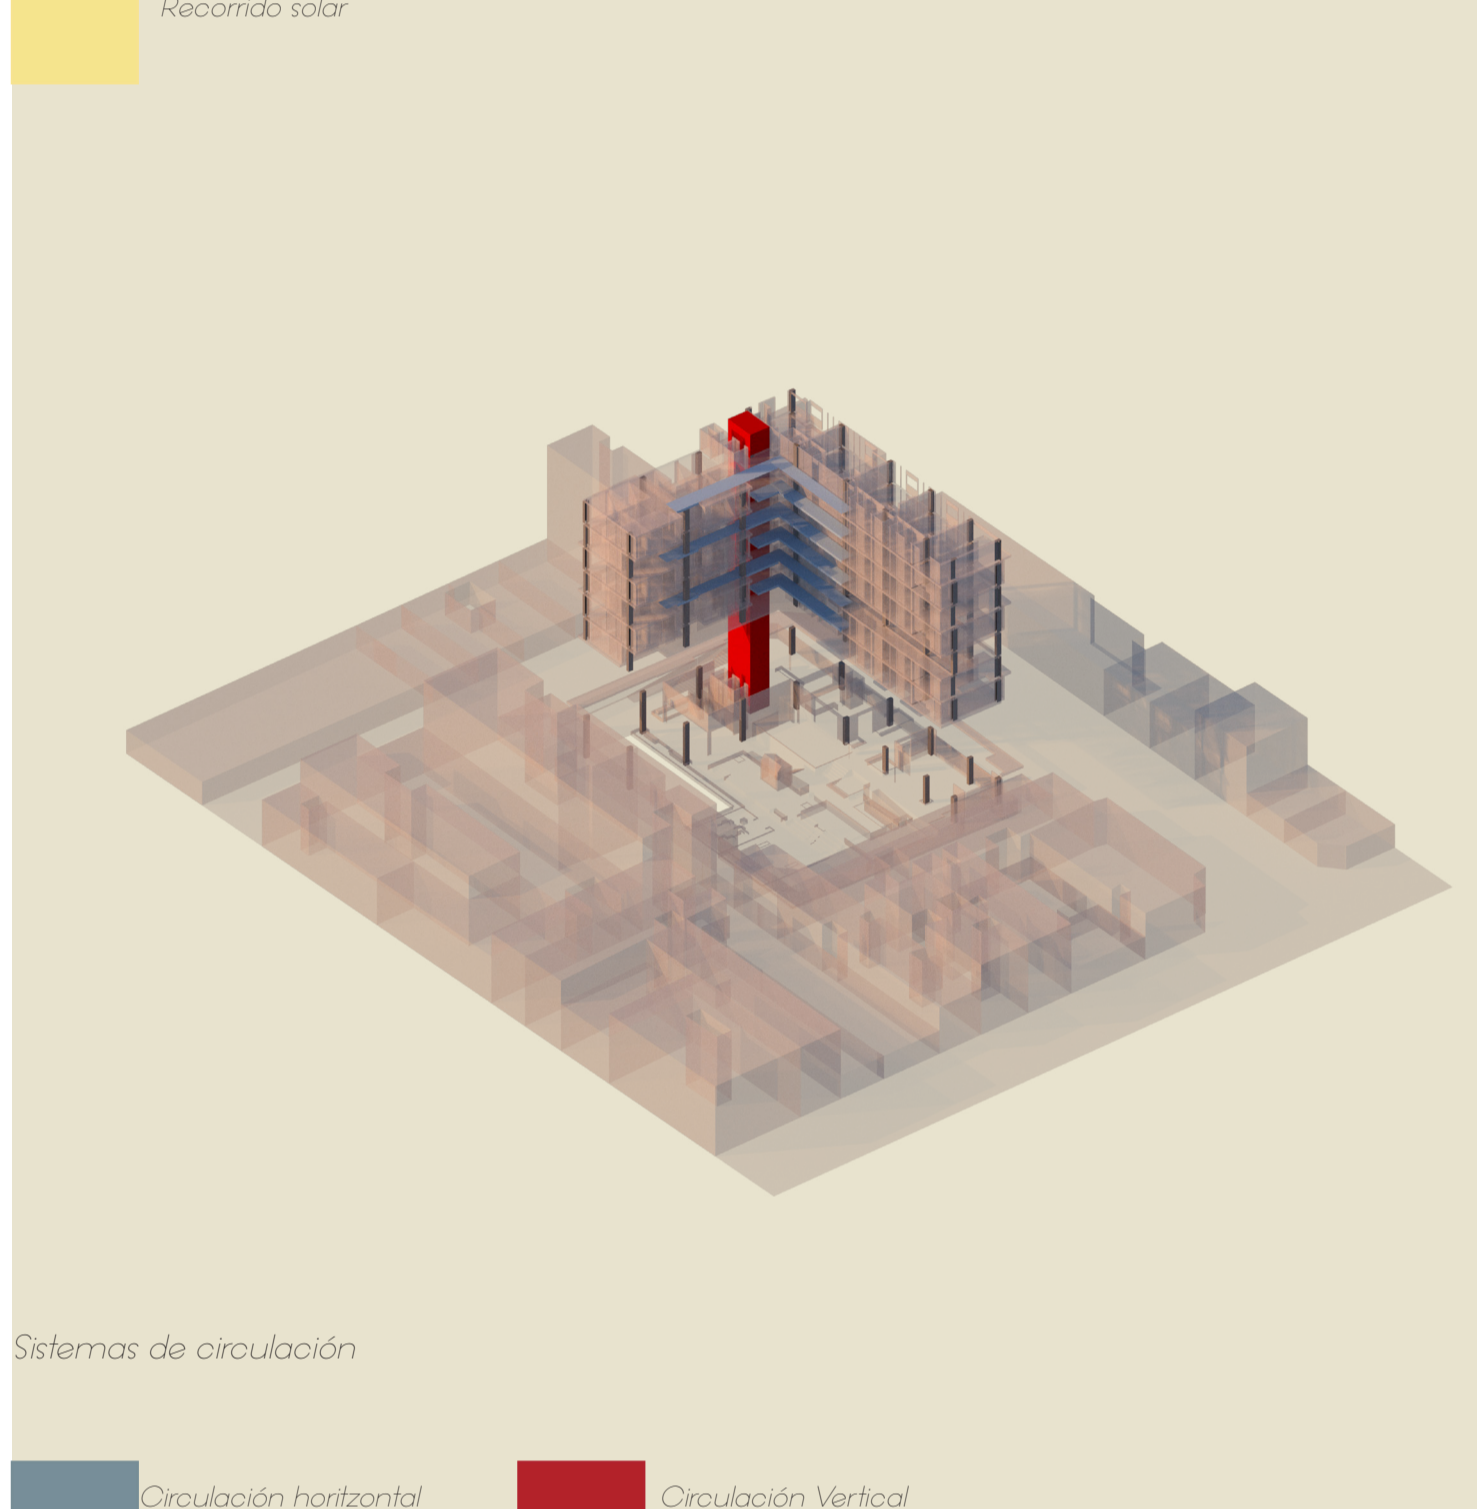 Recorrido solar
Sistemas de circulación
Circulación horitzontal
Circulación Vertical